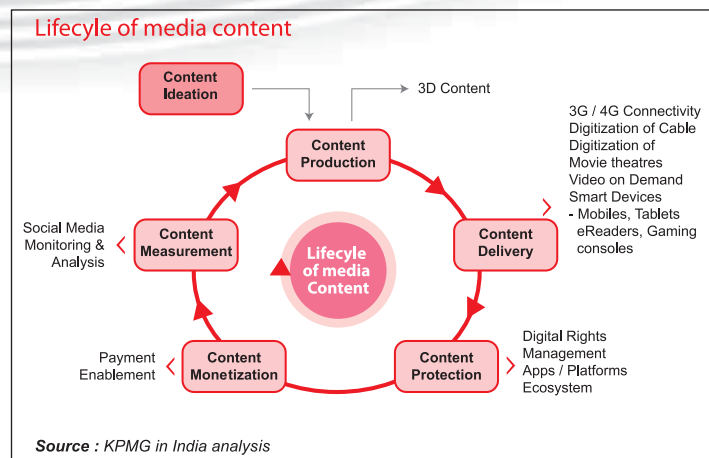 Lifecyle of media content
Content
Ideation
3D Content
Content
Production
3G / 4G Connectivity
Digitization of Cable
Digitization of
Movie theatres
Video on Demand
Smart Devices
- Mobiles, Tablets
eReaders, Gaming
consoles
Content
Delivery
Social Media
Monitoring &
Analysis
Content
Measurement
Lifecyle
of media
Content
Payment
Enablement
Content
Monetization
Content
Protection
Digital Rights
Management
Apps / Platforms
Ecosystem
Source : KPMG in India analysis